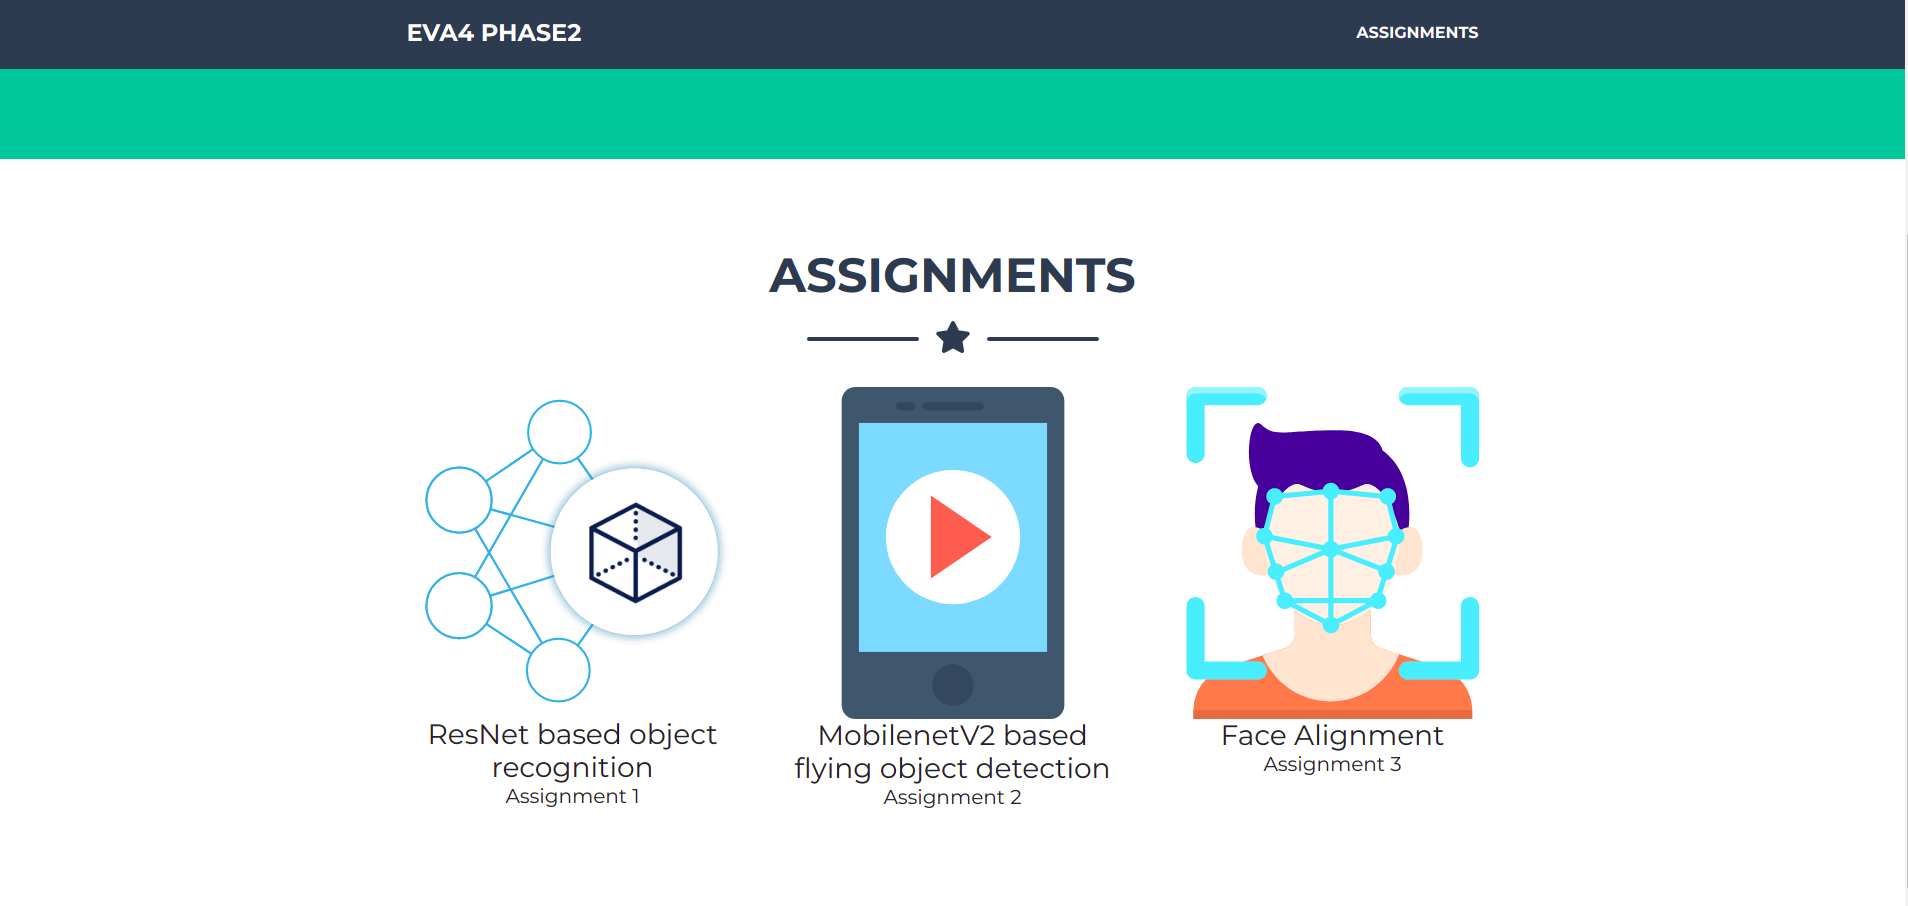 EVA4 PHASE2
ASSIGNMENTS
ASSIGNMENTS
ResNet based object
recognition
Assignment 1
MobilenetV2 based
flying object detection
Assignment 2
Face Alignment
Assignment 3